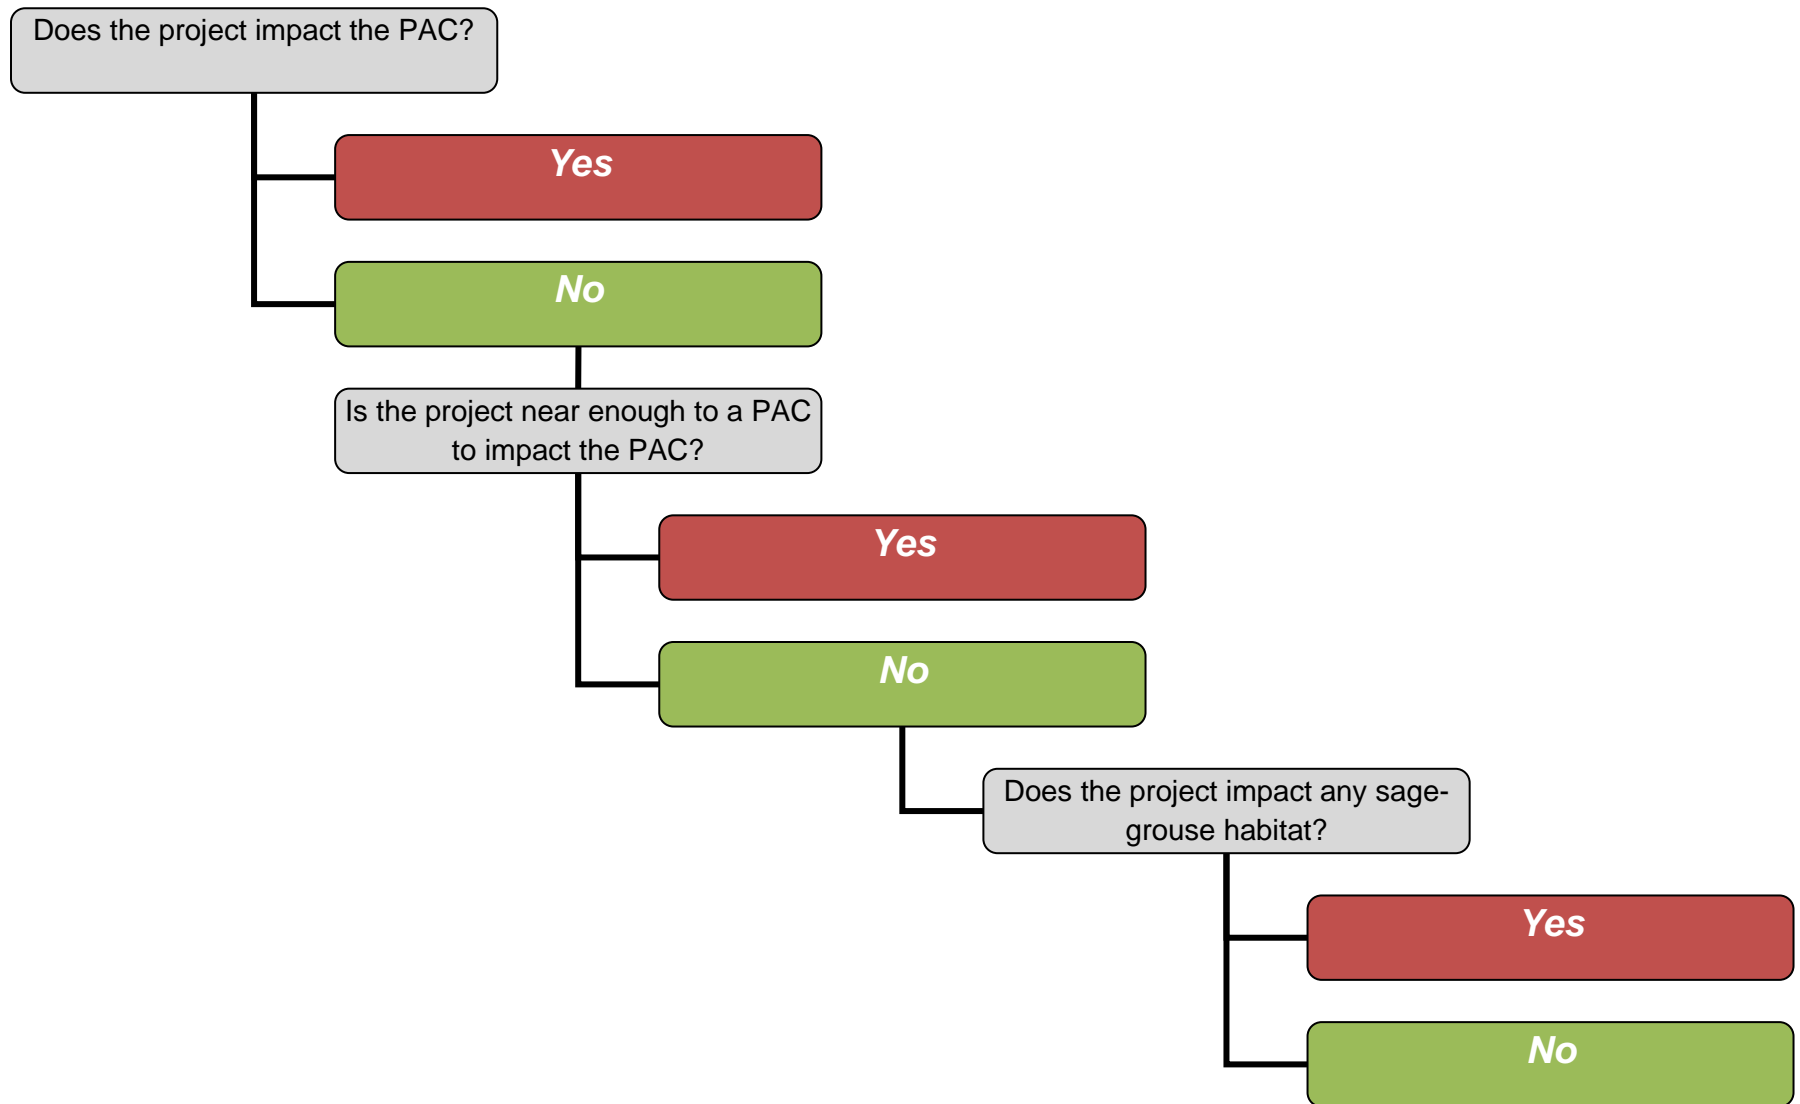 Does the project impact the PAC?
Yes
No
Is the project near enough to a PAC
to impact the PAC?
Yes
No
Does the project impact any sage-
grouse habitat?
Yes
No